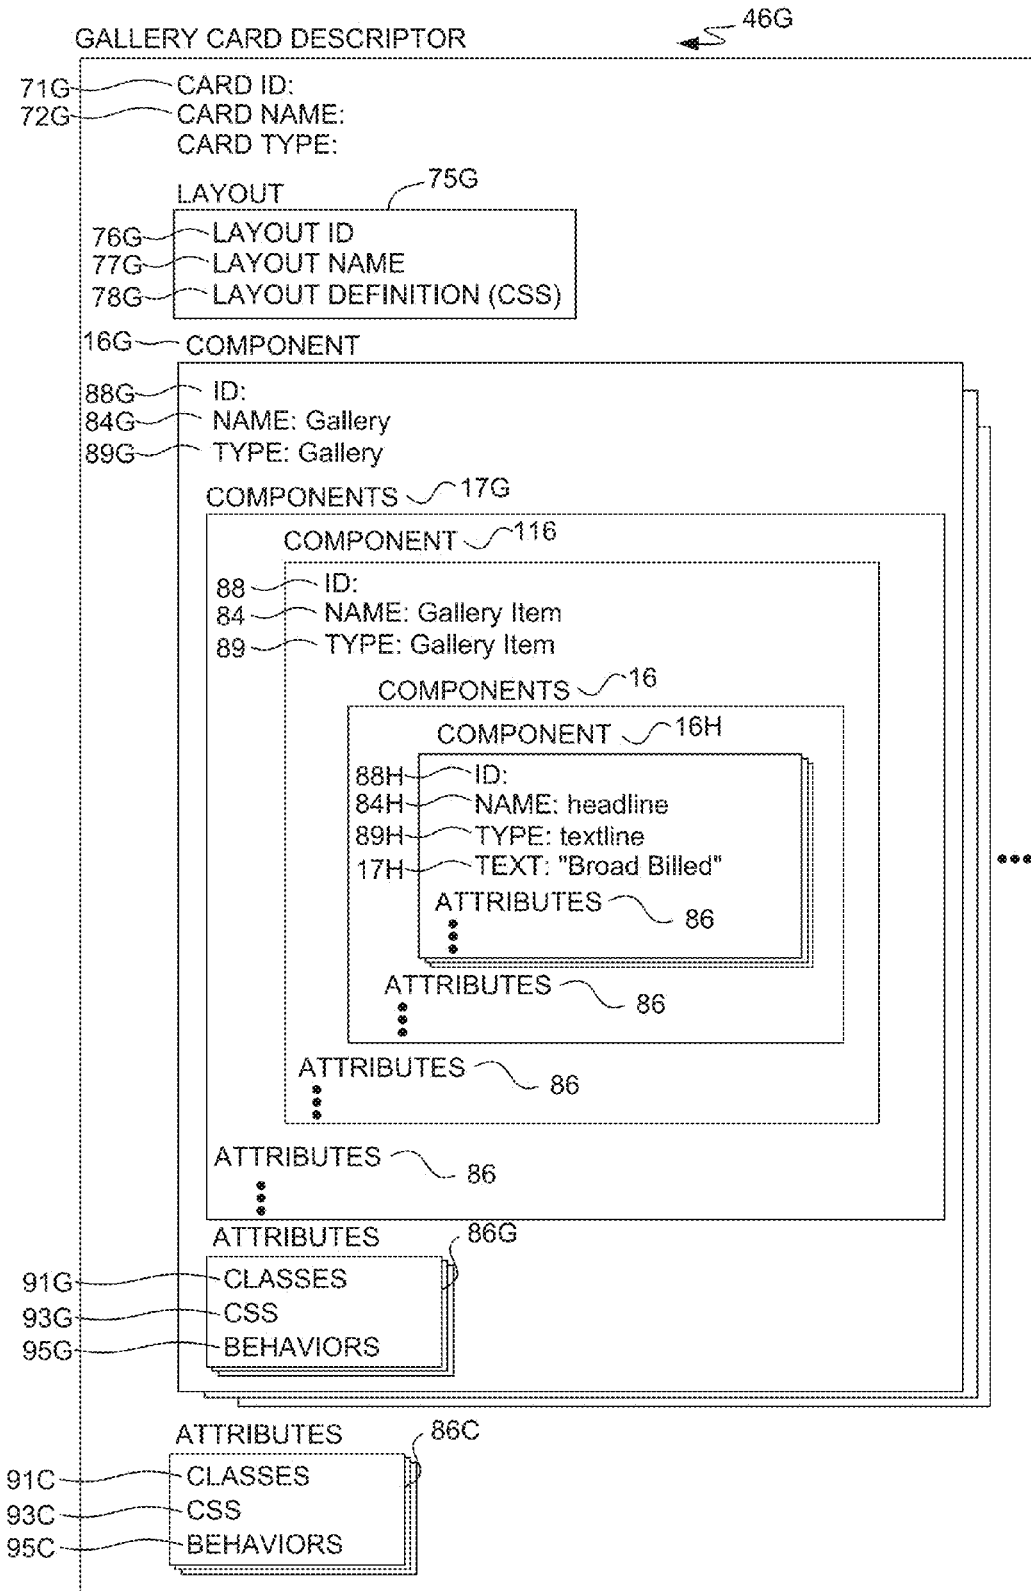 46G
GALLERY CARD DESCRIPTOR
71G CARD ID:
72G CARD NAME:
CARD TYPE:
LAYOUT 75G
76G LAYOUT ID
77G LAYOUT NAME
78G LAYOUT DEFINITION (CSS)
16G COMPONENT
88G ID:
84G NAME: Gallery
89G TYPE: Gallery
COMPONENTS 17G
COMPONENT 116
88 ID:
84 NAME: Gallery Item
89 TYPE: Gallery Item
COMPONENTS 16
COMPONENT 16H
88H ID:
84H NAME: headline
89H TYPE: textline
17H TEXT: "Broad Billed"
ATTRIBUTES 86
ATTRIBUTES 86
ATTRIBUTES 86
ATTRIBUTES 86
ATTRIBUTES 86G
91G CLASSES
93G CSS
95G BEHAVIORS
ATTRIBUTES 86C
91C CLASSES
93C CSS
95C BEHAVIORS